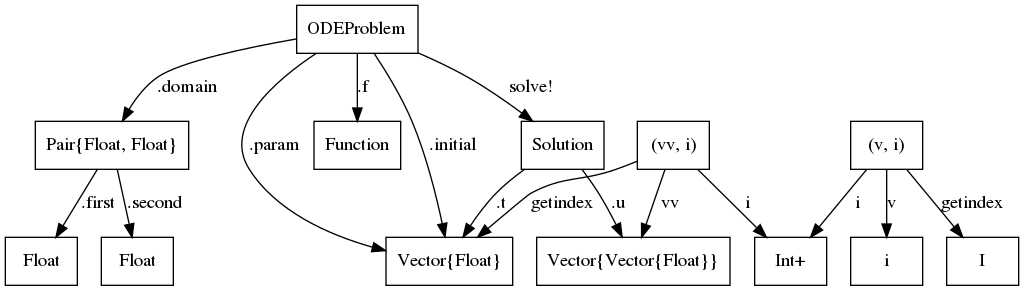 ODEProblem
.domain
.f
solve!
Pair{Float, Float}
.param
Function
.initial
Solution
(vv, i)
(v, i)
.first
.second
.t
getindex
.u
vv
i
i
v
getindex
Float
Float
Vector{Float}
Vector{Vector{Float}}
Int+
i
I